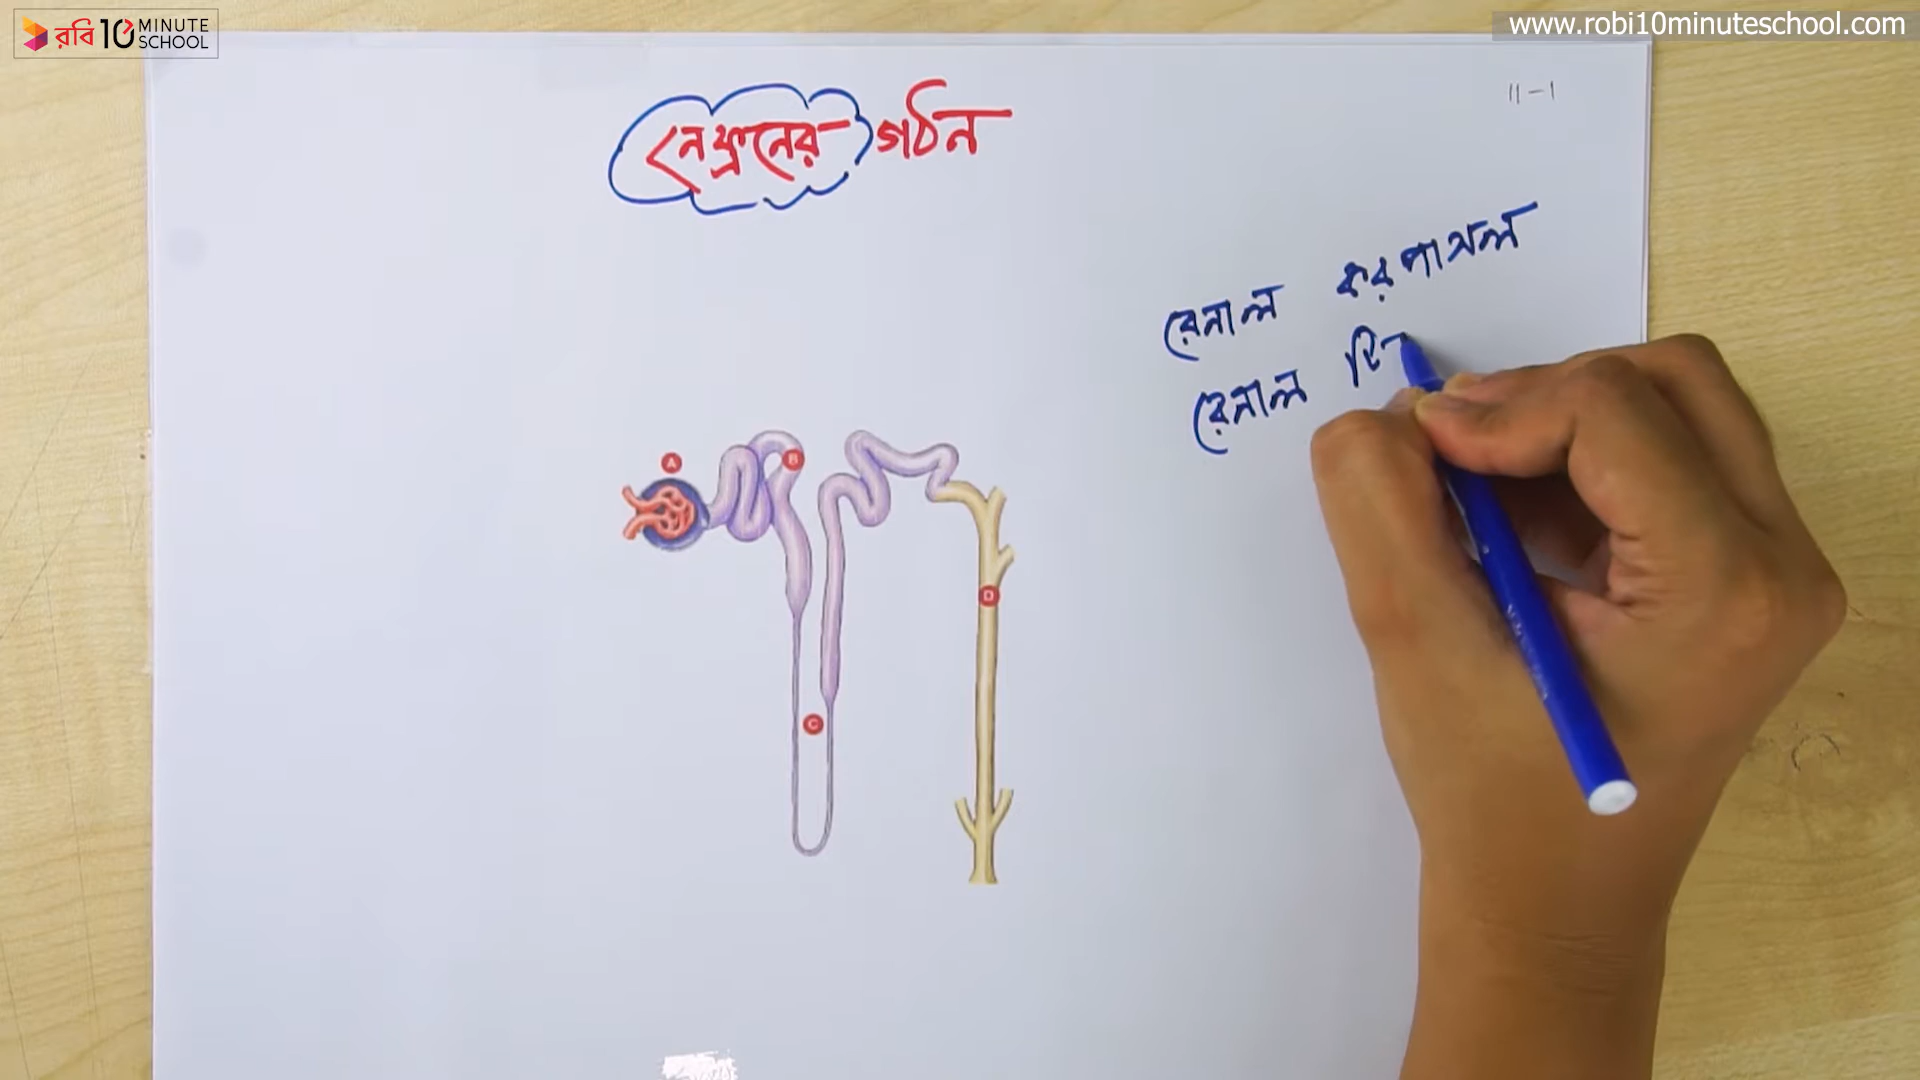 রবি 10 MINUTE SCHOOL
www.robi10minuteschool.com
11-1
নেফ্রনের গঠন
রেনাল করপাসল
রেনাল টি
A
B
C
D